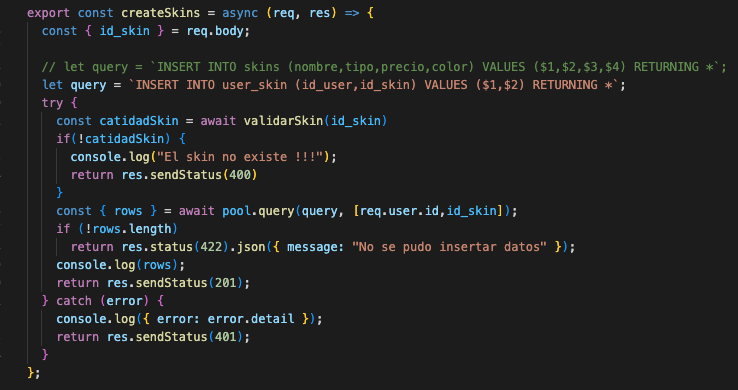 export const createSkins = async (req, res) => {
  const { id_skin } = req.body;

  // let query = `INSERT INTO skins (nombre,tipo,precio,color) VALUES ($1,$2,$3,$4) RETURNING *`;
  let query = `INSERT INTO user_skin (id_user,id_skin) VALUES ($1,$2) RETURNING *`;
  try {
    const catidadSkin = await validarSkin(id_skin)
    if(!catidadSkin) {
      console.log("El skin no existe !!!");
      return res.sendStatus(400)
    }
    const { rows } = await pool.query(query, [req.user.id,id_skin]);
    if (!rows.length)
      return res.status(422).json({ message: "No se pudo insertar datos" });
    console.log(rows);
    return res.sendStatus(201);
  } catch (error) {
    console.log({ error: error.detail });
    return res.sendStatus(401);
  }
};